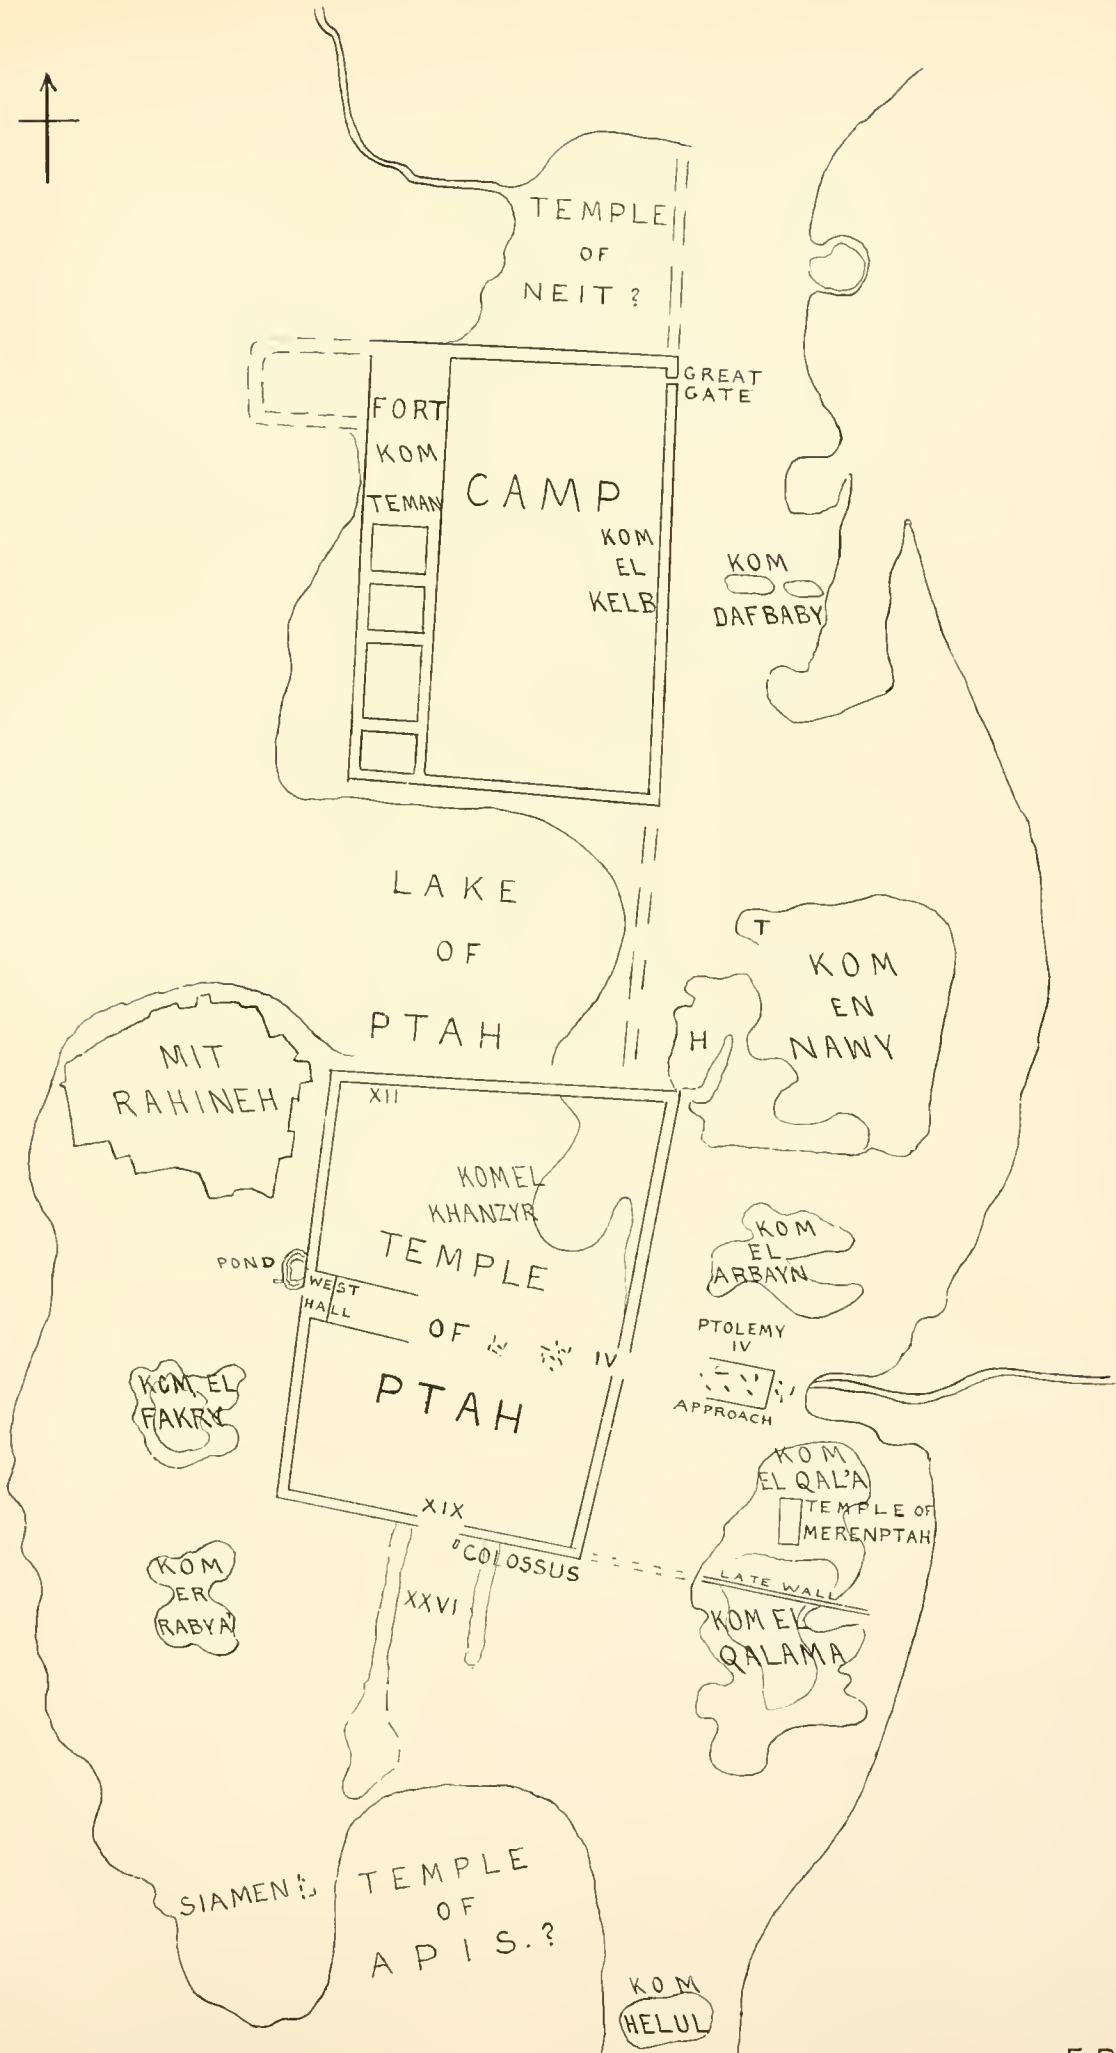 TEMPLE
OF
NEIT ?
GREAT
GATE
FORT
KOM
TEMAN
CAMP
KOM
EL
KELB
KOM
DAFBABY
LAKE
OF
PTAH
T
KOM
EN
NAWY
H
MIT
RAHINEH
XII
KOM EL
KHANZYR
TEMPLE
OF
PTAH
IV
POND
WEST
HALL
KOM
EL
ARBAYN
PTOLEMY
IV
APPROACH
KOM EL
FAKRY
KOM
EL QAL'A
TEMPLE OF
MERENPTAH
XIX
COLOSSUS
LATE WALL
KOM
ER
RABYA'
XXVI
KOM EL
QALAMA
SIAMEN
TEMPLE
OF
APIS.?
KOM
HELUL